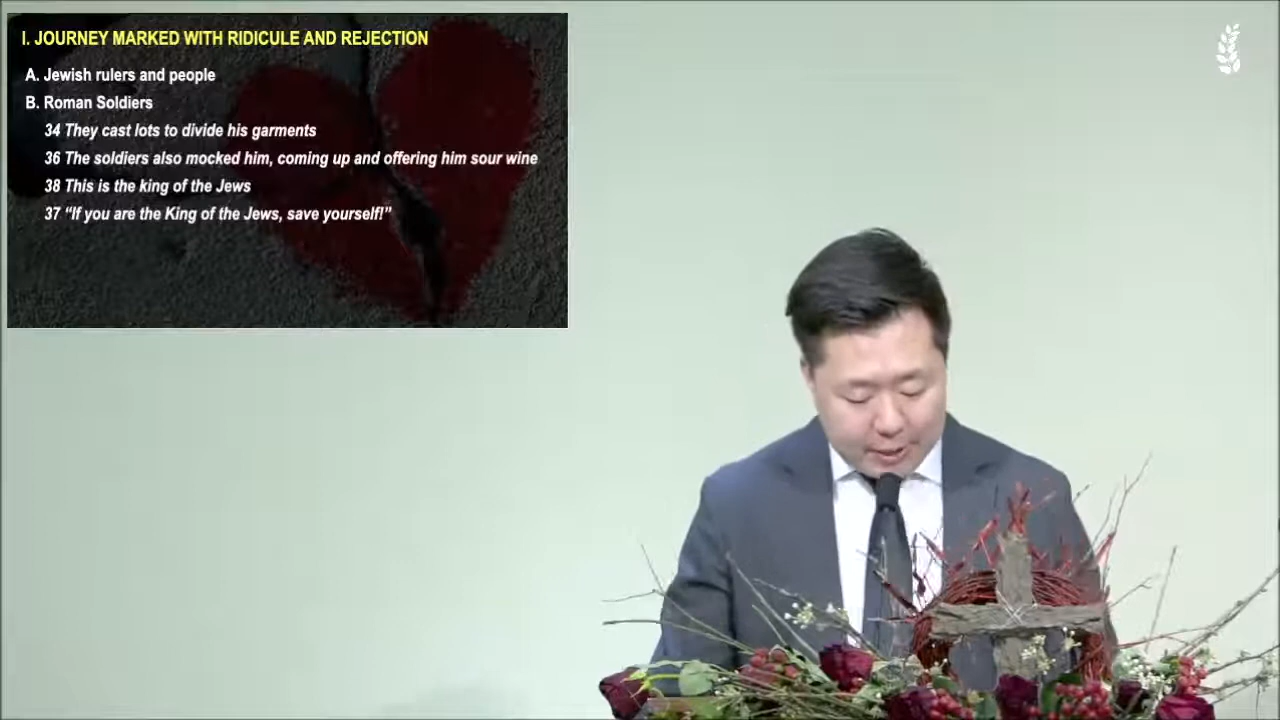 I. JOURNEY MARKED WITH RIDICULE AND REJECTION
A. Jewish rulers and people
B. Roman Soldiers
34 They cast lots to divide his garments
36 The soldiers also mocked him, coming up and offering him sour wine
38 This is the king of the Jews
37 “If you are the King of the Jews, save yourself!”